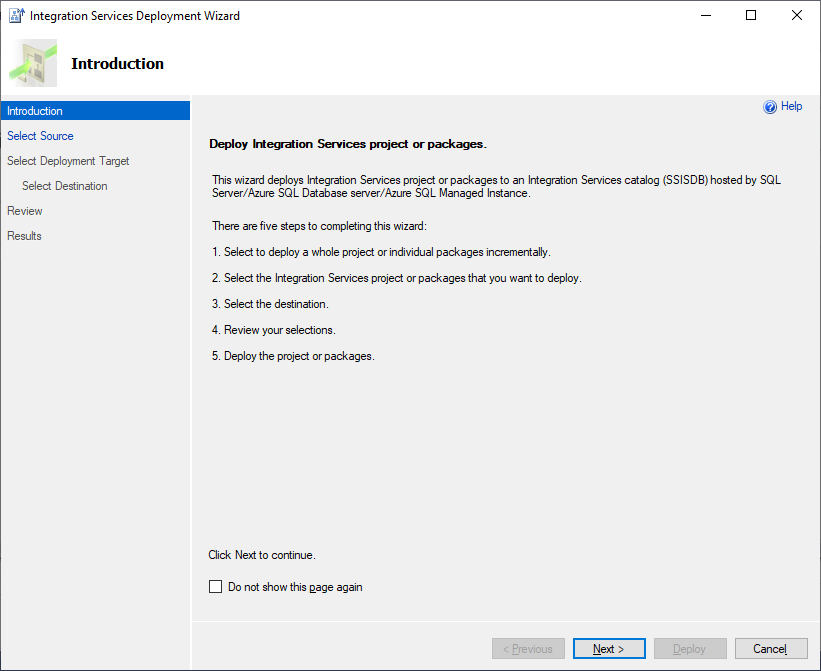 Integration Services Deployment Wizard
Introduction
Introduction
Select Source
Select Deployment Target
Select Destination
Review
Results
Help
Deploy Integration Services project or packages.
This wizard deploys Integration Services project or packages to an Integration Services catalog (SSISDB) hosted by SQL
Server/Azure SQL Database server/Azure SQL Managed Instance.
There are five steps to completing this wizard:
1. Select to deploy a whole project or individual packages incrementally.
2. Select the Integration Services project or packages that you want to deploy.
3. Select the destination.
4. Review your selections.
5. Deploy the project or packages.
Click Next to continue.
Do not show this page again
< Previous
Next >
Deploy
Cancel